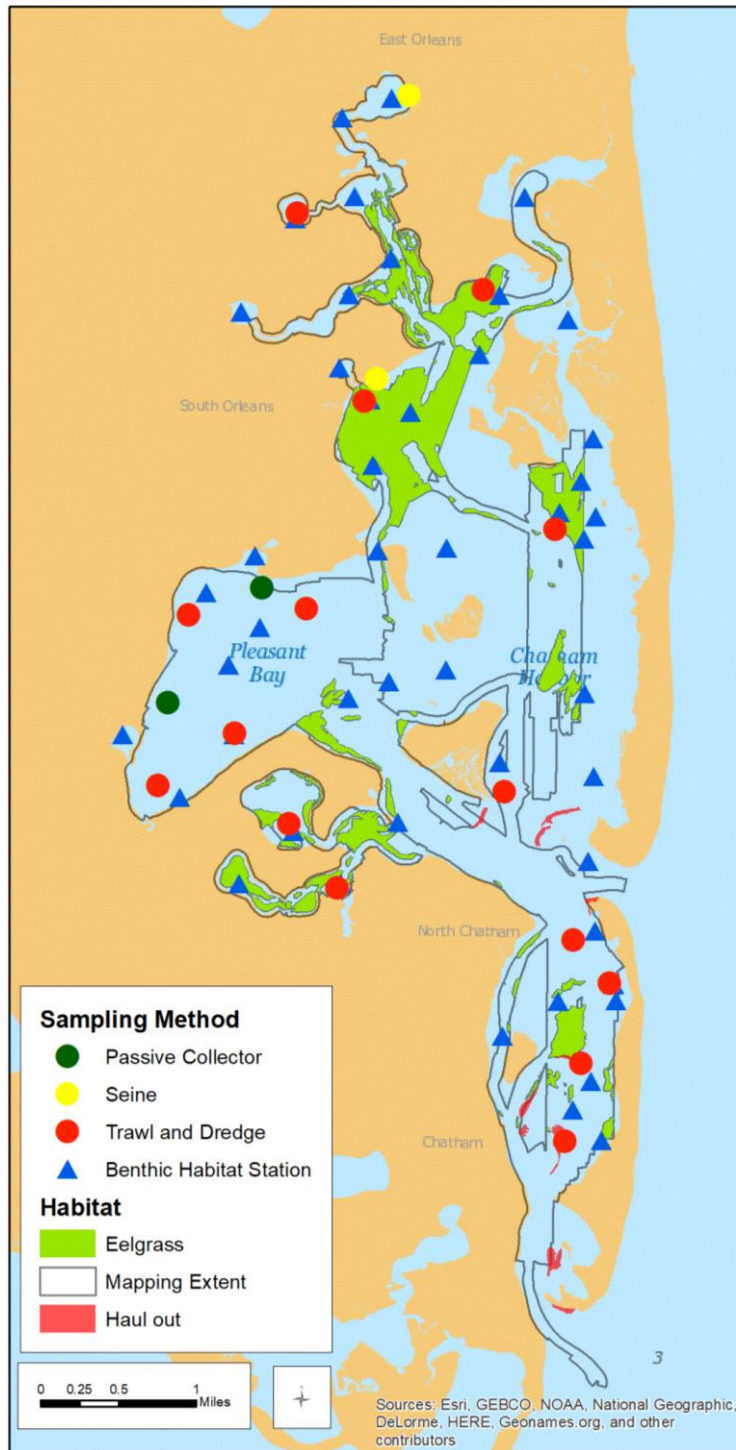 East Orleans
South Orleans
Pleasant
Bay
Chatham
Harbor
North Chatham
Chatham
Sampling Method
Passive Collector
Seine
Trawl and Dredge
Benthic Habitat Station
Habitat
Eelgrass
Mapping Extent
Haul out
0 0.25 0.5 1
Miles
3
Sources: Esri, GEBCO, NOAA, National Geographic,
DeLorme, HERE, Geonames.org, and other
contributors